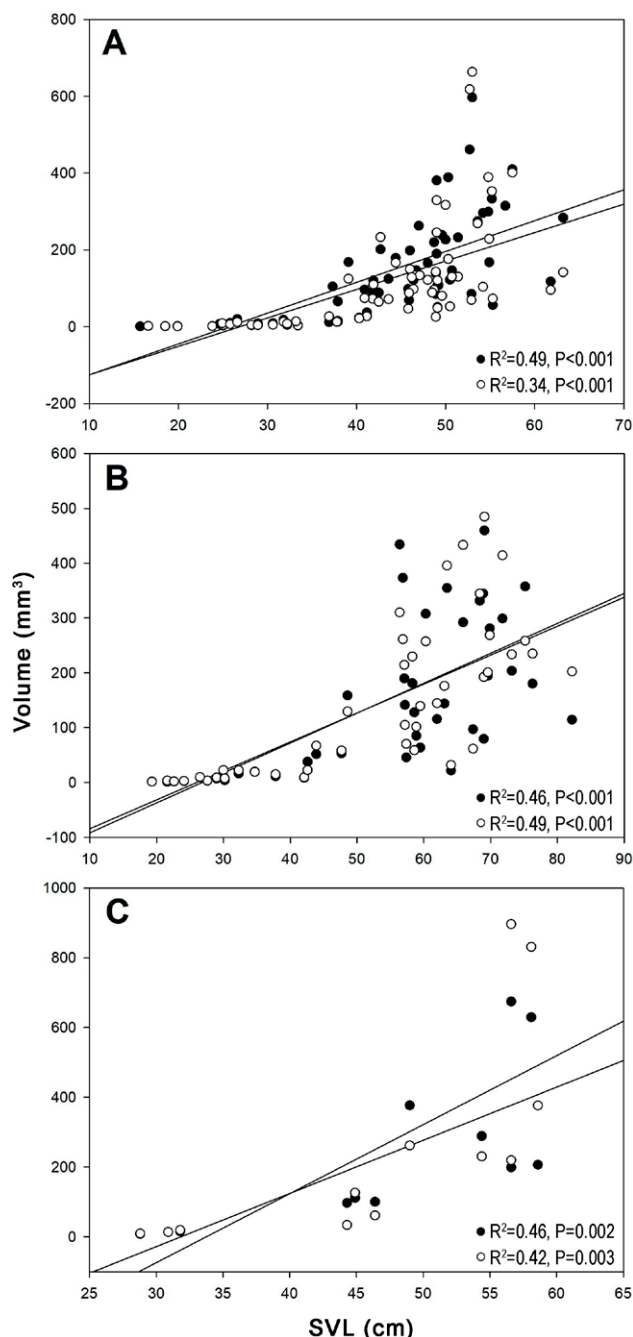 800
A
600
400
200
0
-200
● R²=0.49, P<0.001
○ R²=0.34, P<0.001
10 20 30 40 50 60 70
600
B
500
400
300
200
100
0
-100
● R²=0.46, P<0.001
○ R²=0.49, P<0.001
10 20 30 40 50 60 70 80 90
Volume (mm³)
1000
C
800
600
400
200
0
● R²=0.46, P=0.002
○ R²=0.42, P=0.003
25 30 35 40 45 50 55 60 65
SVL (cm)